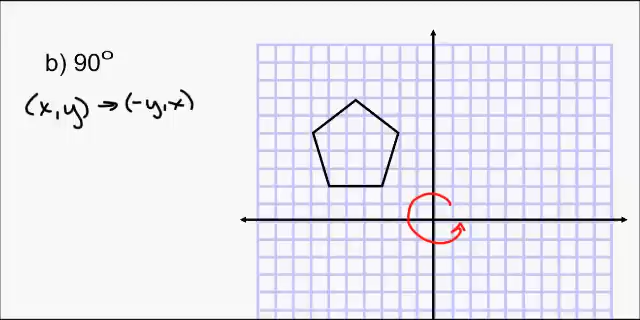 b) 90°
(x,y) → (-y,x)